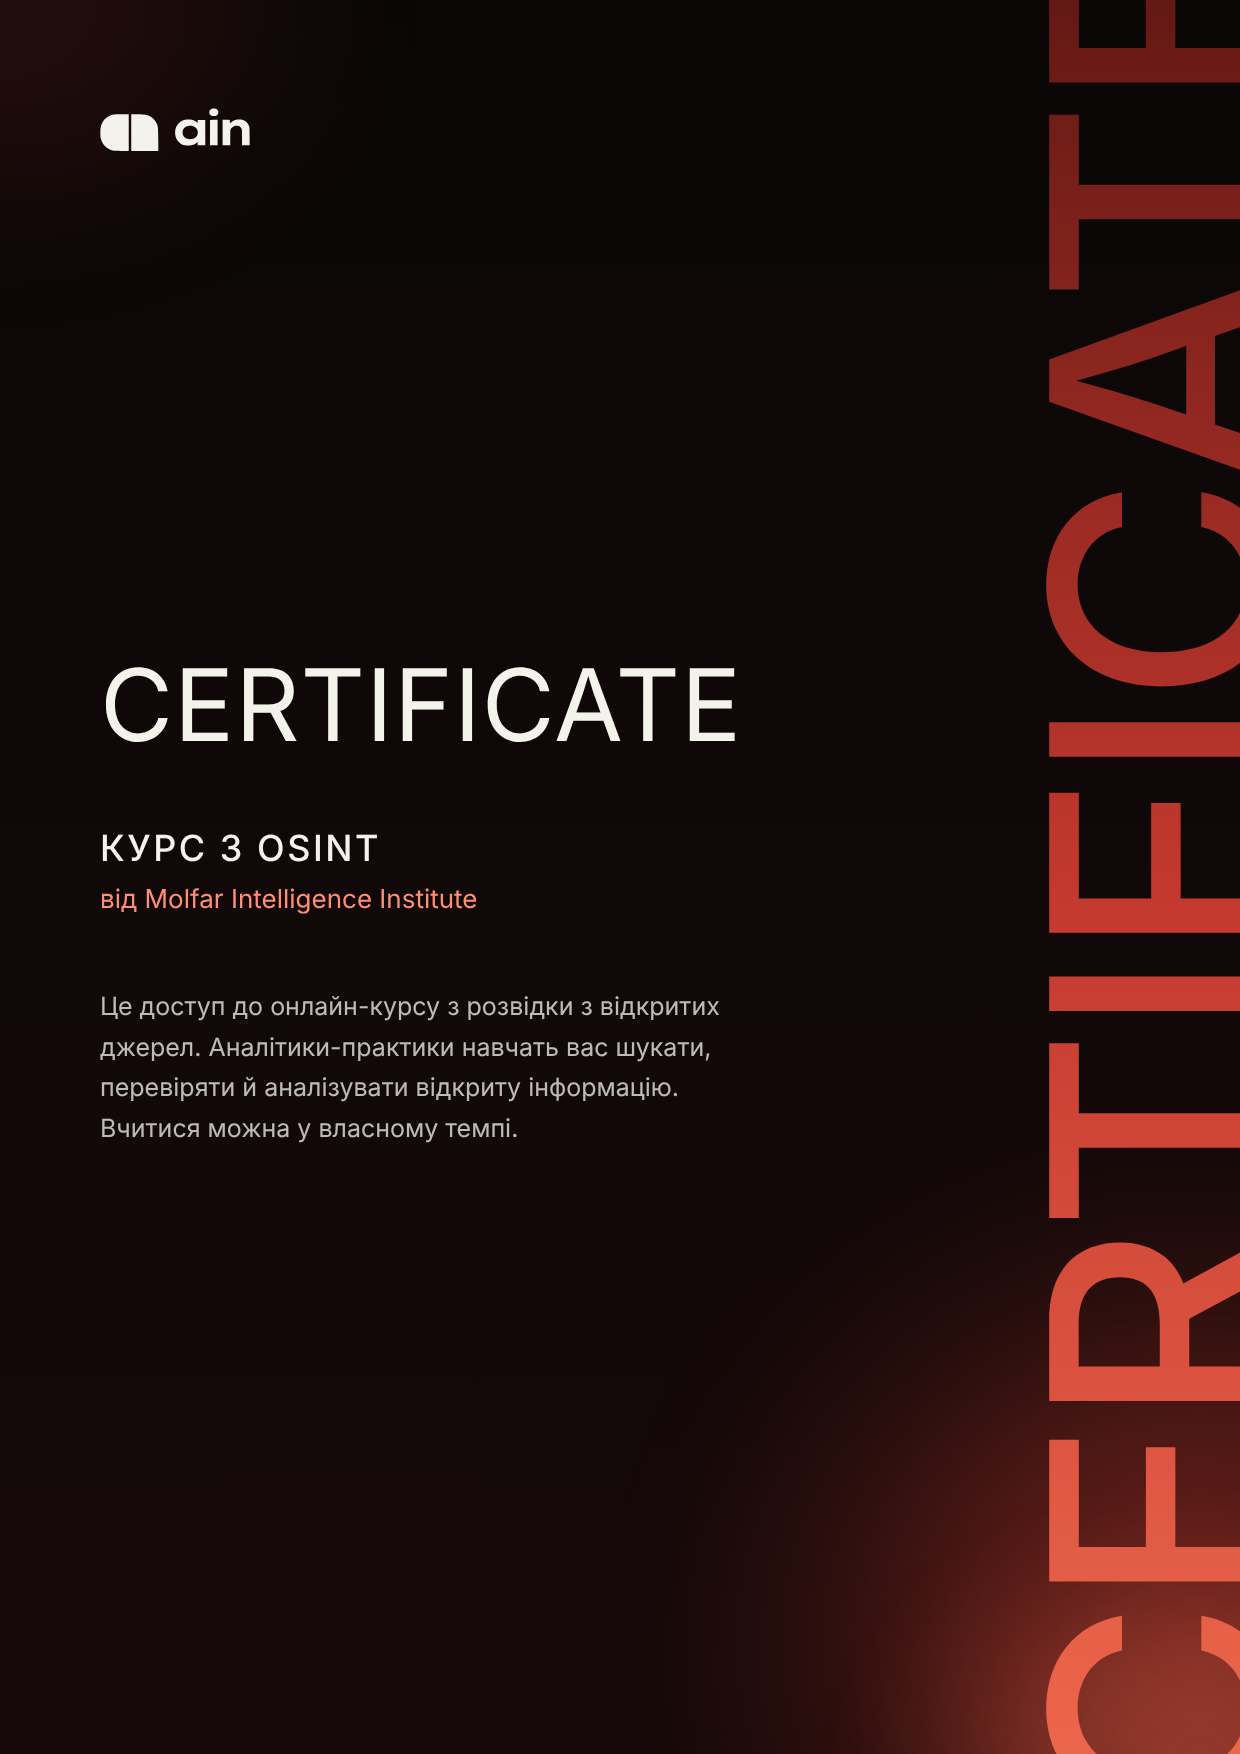 ain
CERTIFICATE
КУРС З OSINT
від Molfar Intelligence Institute
Це доступ до онлайн-курсу з розвідки з відкритих
джерел. Аналітики-практики навчать вас шукати,
перевіряти й аналізувати відкриту інформацію.
Вчитися можна у власному темпі.
CERTIFICATE